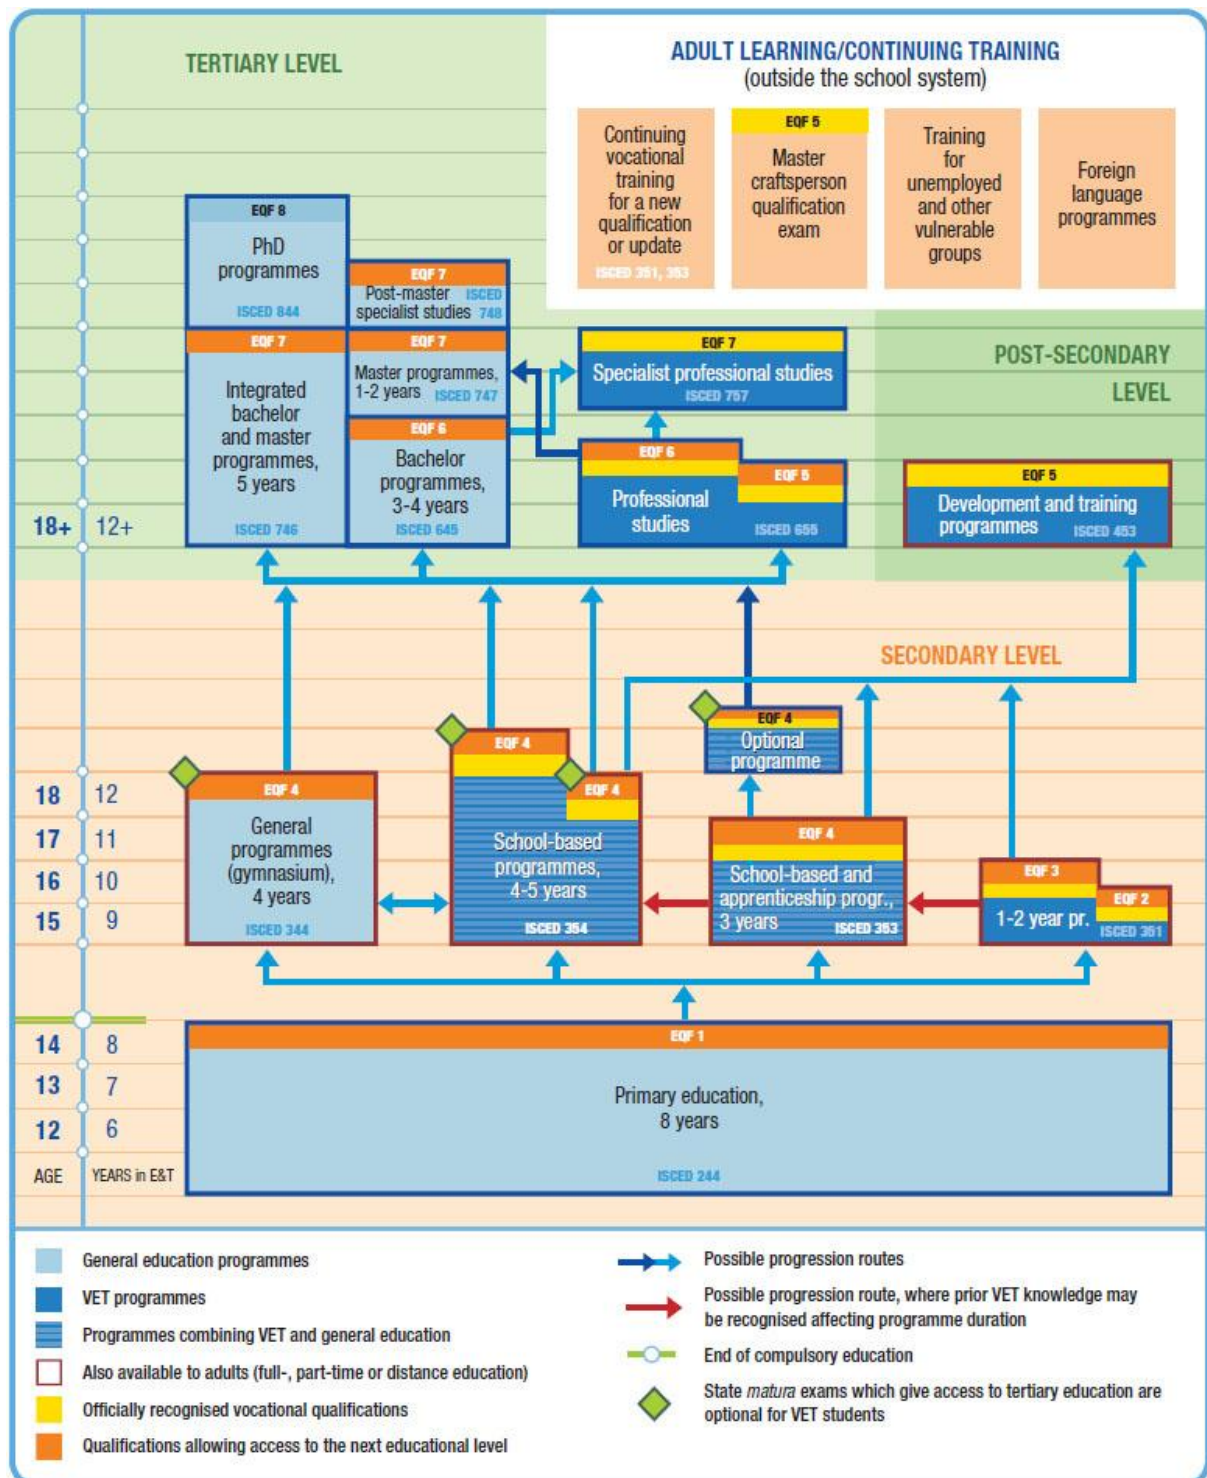 TERTIARY LEVEL
ADULT LEARNING/CONTINUING TRAINING
(outside the school system)
Continuing
vocational
training
for a new
qualification
or update
ISCED 351, 353
EQF 5
Master
craftsperson
qualification
exam
Training
for
unemployed
and other
vulnerable
groups
Foreign
language
programmes
EQF 8
PhD
programmes
ISCED 844
EQF 7
Post-master ISCED
specialist studies 748
EQF 7
Integrated
bachelor
and master
programmes,
5 years
ISCED 746
EQF 7
Master programmes,
1-2 years ISCED 747
EQF 6
Bachelor
programmes,
3-4 years
ISCED 645
EQF 7
Specialist professional studies
ISCED 757
EQF 6
Professional
studies
EQF 5
ISCED 655
POST-SECONDARY
LEVEL
EQF 5
Development and training
programmes ISCED 453
18+ 12+
SECONDARY LEVEL
EQF 4
Optional
programme
EQF 4
General
programmes
(gymnasium),
4 years
ISCED 344
EQF 4
EQF 4
School-based
programmes,
4-5 years
ISCED 354
EQF 4
School-based and
apprenticeship progr.,
3 years ISCED 353
EQF 3
1-2 year pr.
EQF 2
ISCED 351
18 12
17 11
16 10
15 9
EQF 1
Primary education,
8 years
ISCED 244
14 8
13 7
12 6
AGE YEARS in E&T
General education programmes
VET programmes
Programmes combining VET and general education
Also available to adults (full-, part-time or distance education)
Officially recognised vocational qualifications
Qualifications allowing access to the next educational level
Possible progression routes
Possible progression route, where prior VET knowledge may
be recognised affecting programme duration
End of compulsory education
State matura exams which give access to tertiary education are
optional for VET students